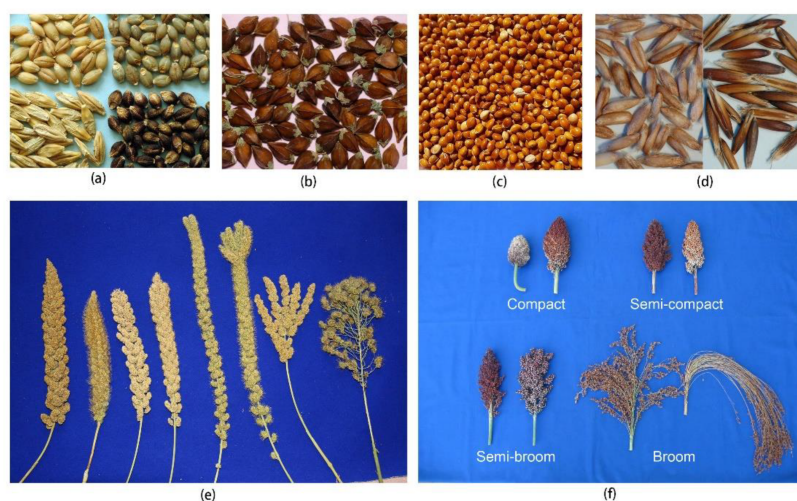 (a)
(b)
(c)
(d)
Compact
Semi-compact
Semi-broom
Broom
(e)
(f)